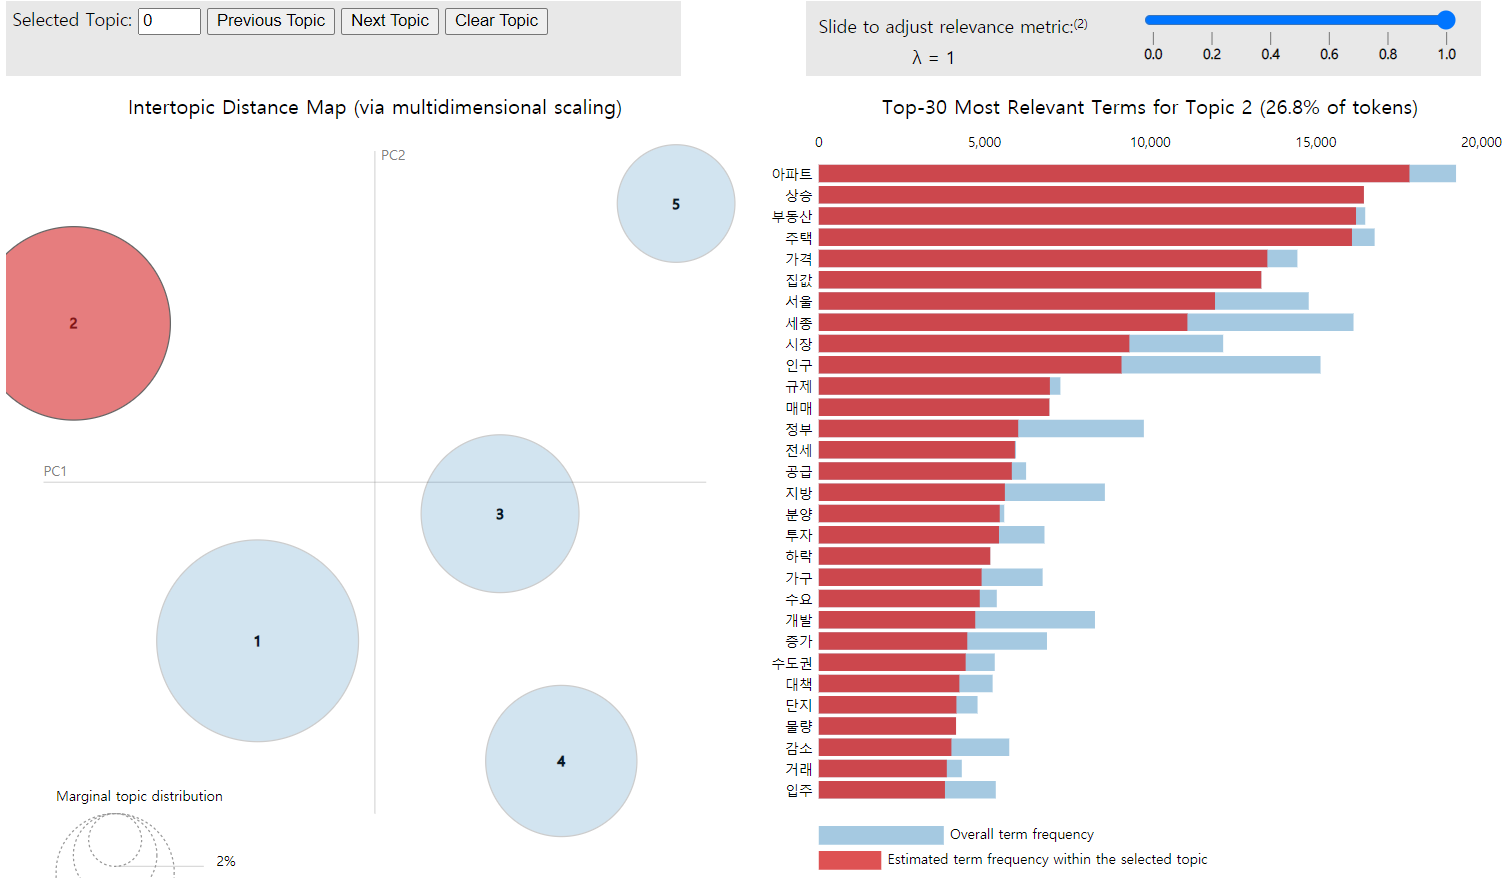 Selected Topic: 0 Previous Topic Next Topic Clear Topic
Slide to adjust relevance metric:(2)
λ = 1
0.0 0.2 0.4 0.6 0.8 1.0
Intertopic Distance Map (via multidimensional scaling)
PC2
PC1
5
2
3
1
4
Marginal topic distribution
2%
Top-30 Most Relevant Terms for Topic 2 (26.8% of tokens)
0 5,000 10,000 15,000 20,000
아파트
상승
부동산
주택
가격
집값
서울
세종
시장
인구
규제
매매
정부
전세
공급
지방
분양
투자
하락
가구
수요
개발
증가
수도권
대책
단지
물량
감소
거래
입주
Overall term frequency
Estimated term frequency within the selected topic